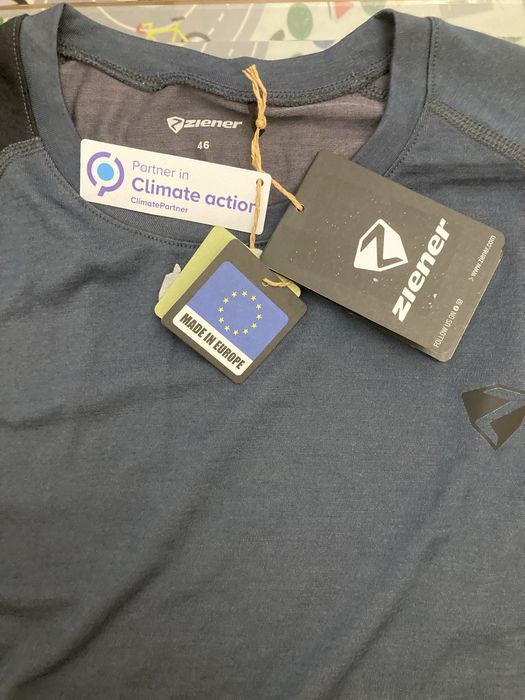 ziener
46
Partner in
Climate action
ClimatePartner
MADE IN EUROPE
ziener
> www.ziener.com
FOLLOW US ON